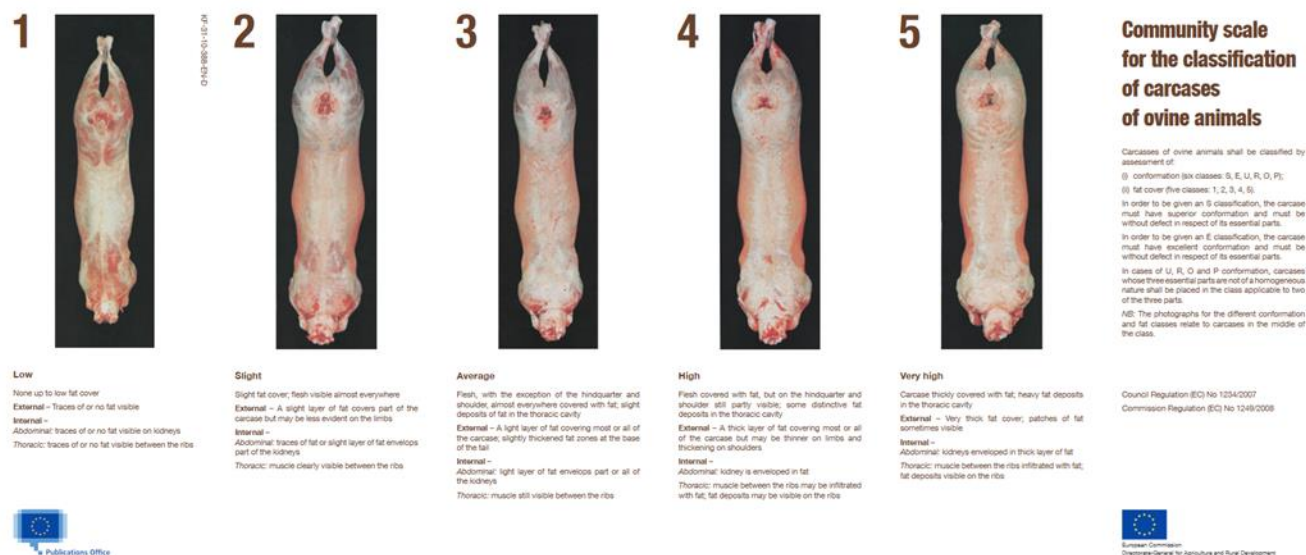 1
KF-31-10-388-EN-D
2
3
4
5
Community scale
for the classification
of carcases
of ovine animals
Carcasses of ovine animals shall be classified by
assessment of:
(i) conformation (six classes: S, E, U, R, O, P);
(ii) fat cover (five classes: 1, 2, 3, 4, 5).
In order to be given an S classification, the carcase
must have superior conformation and must be
without defect in respect of its essential parts.
In order to be given an E classification, the carcase
must have excellent conformation and must be
without defect in respect of its essential parts.
In cases of U, R, O and P conformation, carcases
whose three essential parts are not of a homogeneous
nature shall be placed in the class applicable to two
of the three parts.
NB: The photographs for the different conformation
and fat classes relate to carcases in the middle of
the class.
Low
None up to low fat cover
External – Traces of or no fat visible
Internal –
Abdominal: traces of or no fat visible on kidneys
Thoracic: traces of or no fat visible between the ribs
Slight
Slight fat cover; flesh visible almost everywhere
External – A slight layer of fat covers part of the
carcase but may be less evident on the limbs
Internal –
Abdominal: traces of fat or slight layer of fat envelops
part of the kidneys
Thoracic: muscle clearly visible between the ribs
Average
Flesh, with the exception of the hindquarter and
shoulder, almost everywhere covered with fat; slight
deposits of fat in the thoracic cavity
External – A light layer of fat covering most or all of
the carcase; slightly thickened fat zones at the base
of the tail
Internal –
Abdominal: light layer of fat envelops part or all of
the kidneys
Thoracic: muscle still visible between the ribs
High
Flesh covered with fat, but on the hindquarter and
shoulder still partly visible; some distinctive fat
deposits in the thoracic cavity
External – A thick layer of fat covering most or all
of the carcase but may be thinner on limbs and
thickening on shoulders
Internal –
Abdominal: kidney is enveloped in fat
Thoracic: muscle between the ribs may be infiltrated
with fat; fat deposits may be visible on the ribs
Very high
Carcase thickly covered with fat; heavy fat deposits
in the thoracic cavity
External – Very thick fat cover; patches of fat
sometimes visible
Internal –
Abdominal: kidneys enveloped in thick layer of fat
Thoracic: muscle between the ribs infiltrated with fat;
fat deposits visible on the ribs
Council Regulation (EC) No 1234/2007
Commission Regulation (EC) No 1249/2008
Publications Office
European Commission
Directorate-General for Agriculture and Rural Development